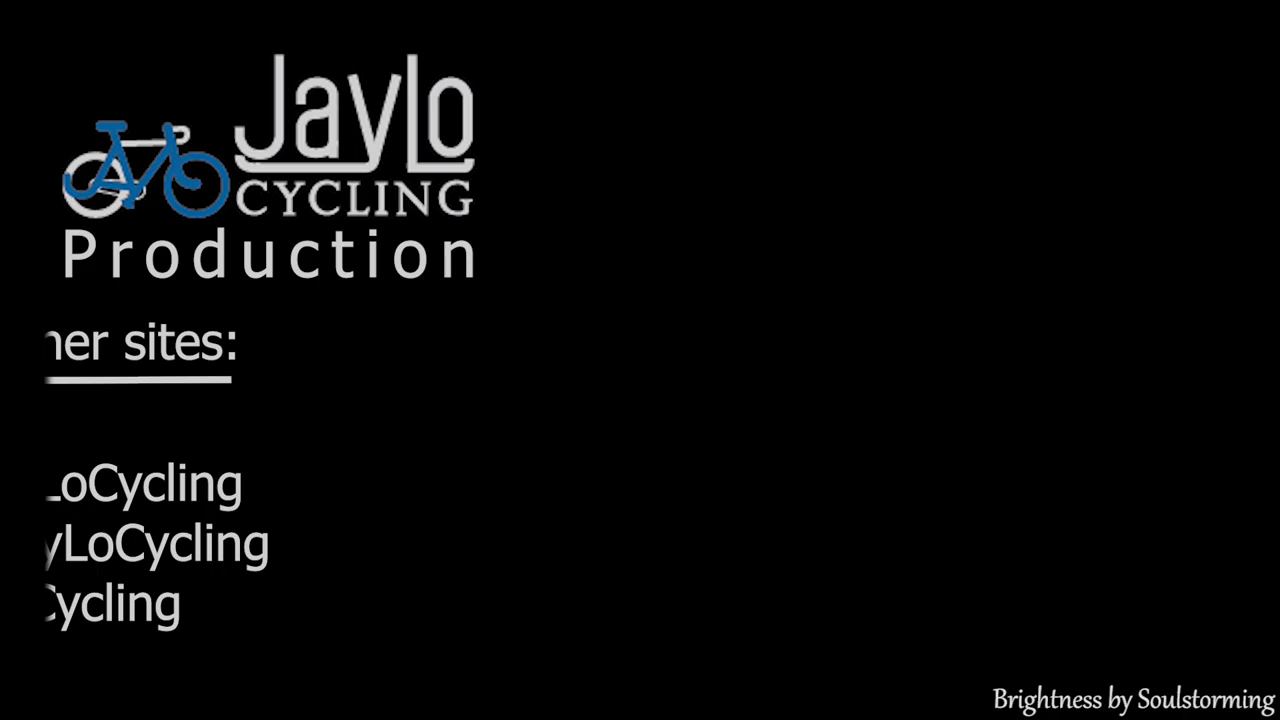 JayLo
CYCLING
Production
her sites:
LoCycling
yLoCycling
Cycling
Brightness by Soulstorming